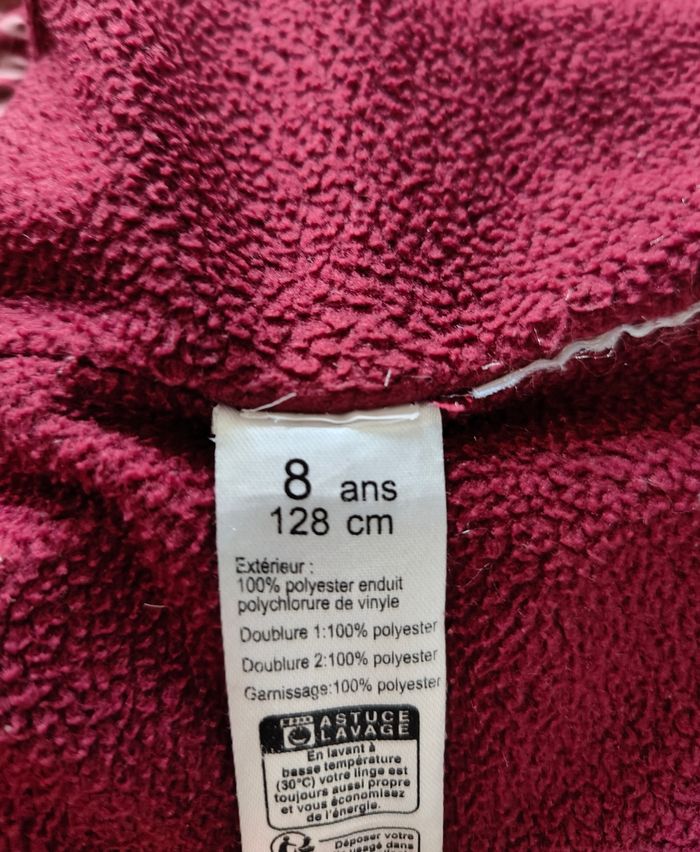 8 ans
128 cm
Extérieur :
100% polyester enduit
polychlorure de vinyle
Doublure 1:100% polyester
Doublure 2:100% polyester
Garnissage:100% polyester
ASTUCE
LAVAGE
En lavant à
basse température
(30°C) votre linge est
toujours aussi propre
et vous économisez
de l'énergie.
Déposer votre
usagé dans